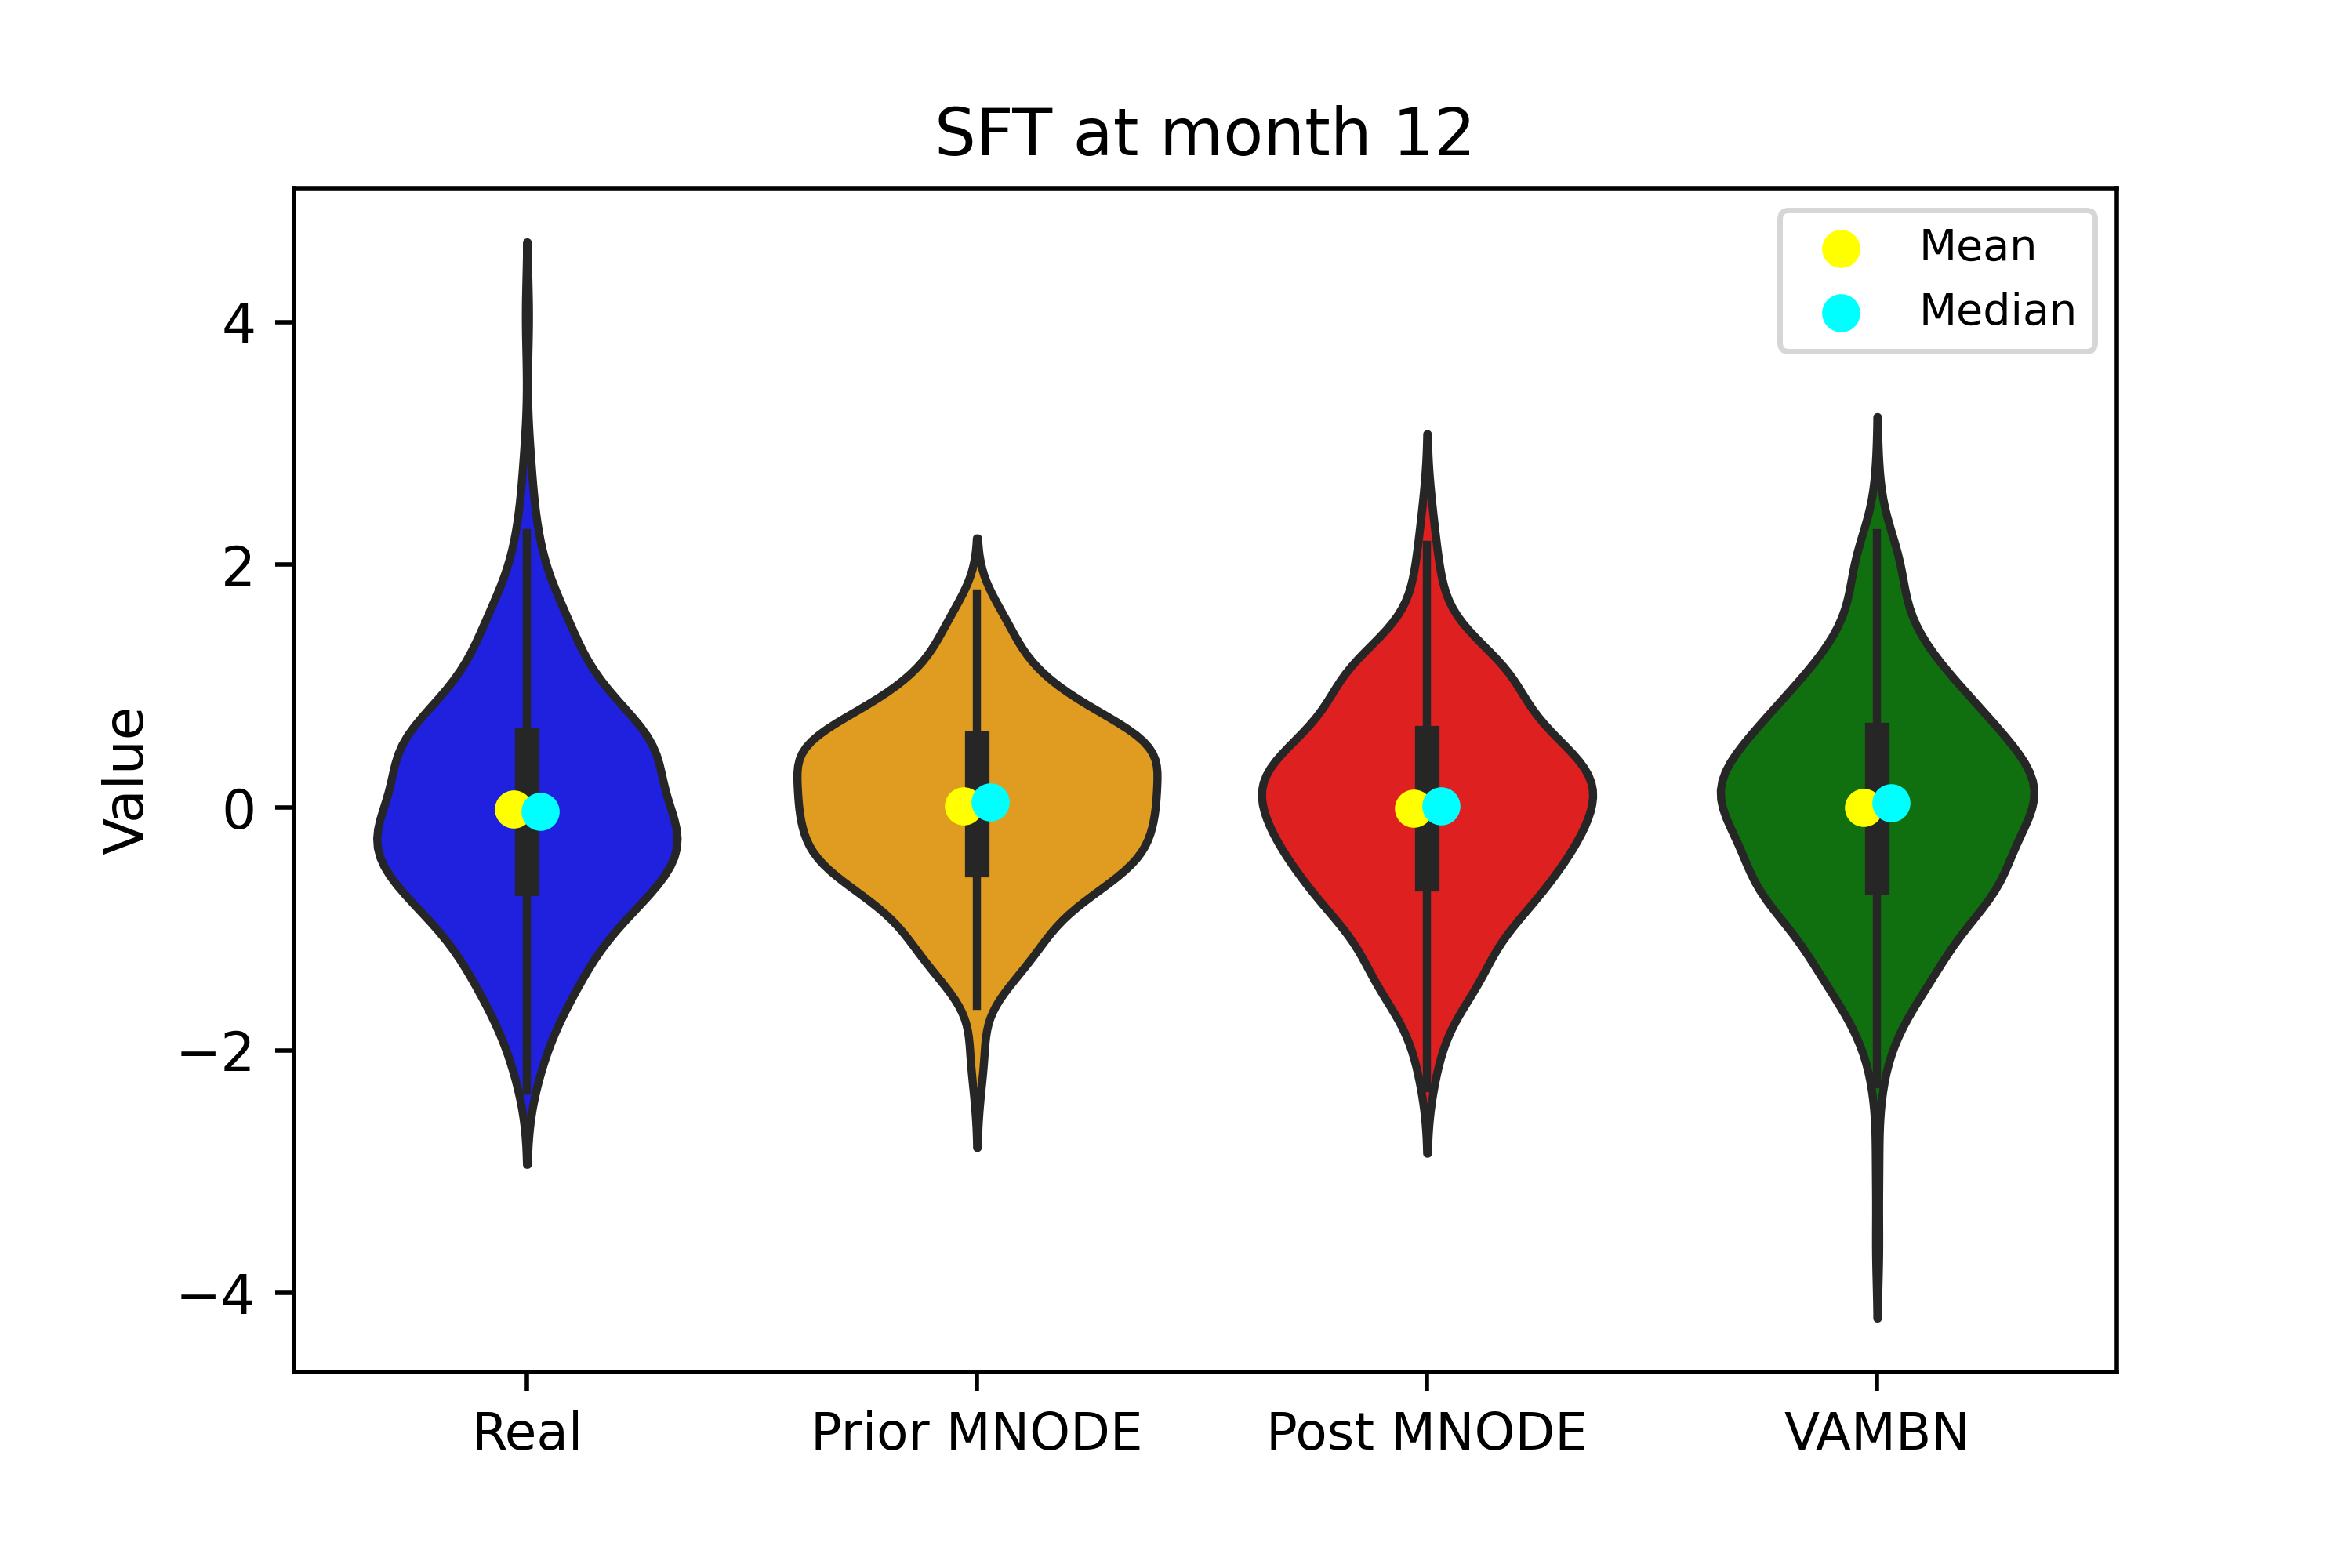 SFT at month 12
Mean
Median
4
2
0
−2
−4
Value
Real
Prior MNODE
Post MNODE
VAMBN